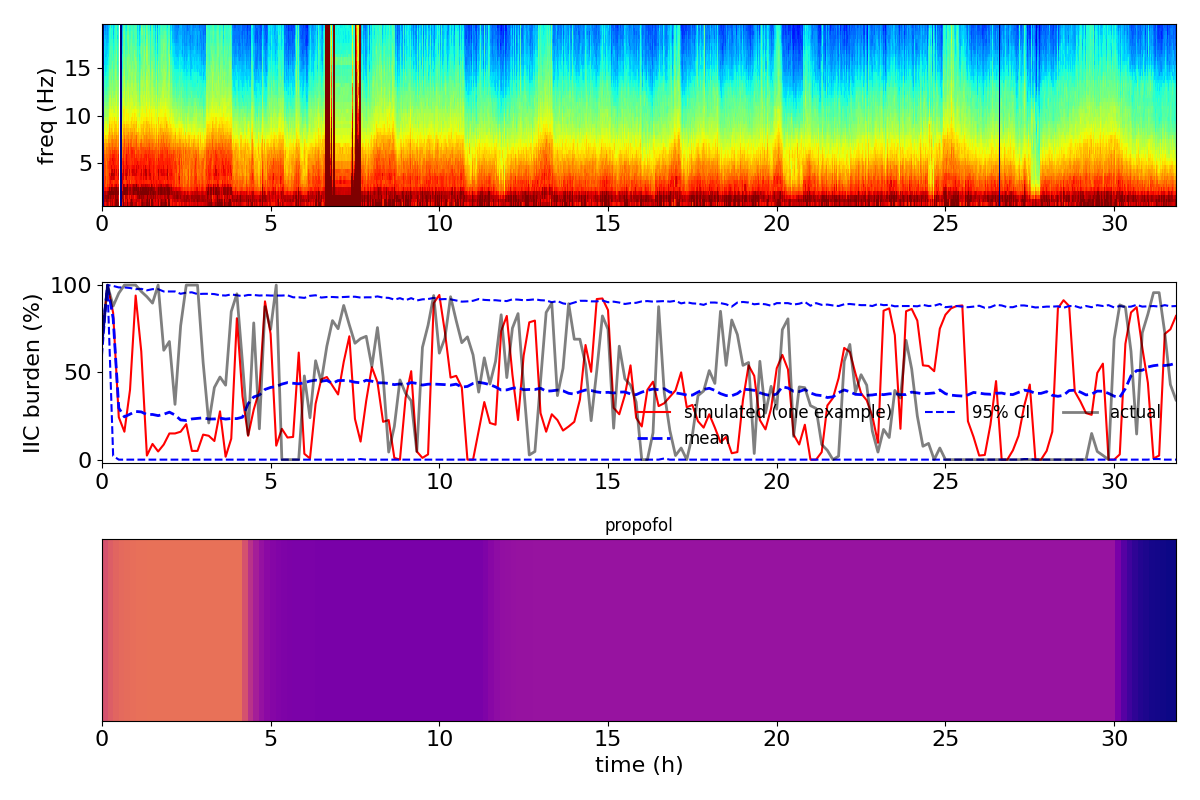 freq (Hz)
15
10
5
0 5 10 15 20 25 30
IIC burden (%)
100
50
0
simulated (one example) 95% CI actual
mean
0 5 10 15 20 25 30
propofol
0 5 10 15 20 25 30
time (h)